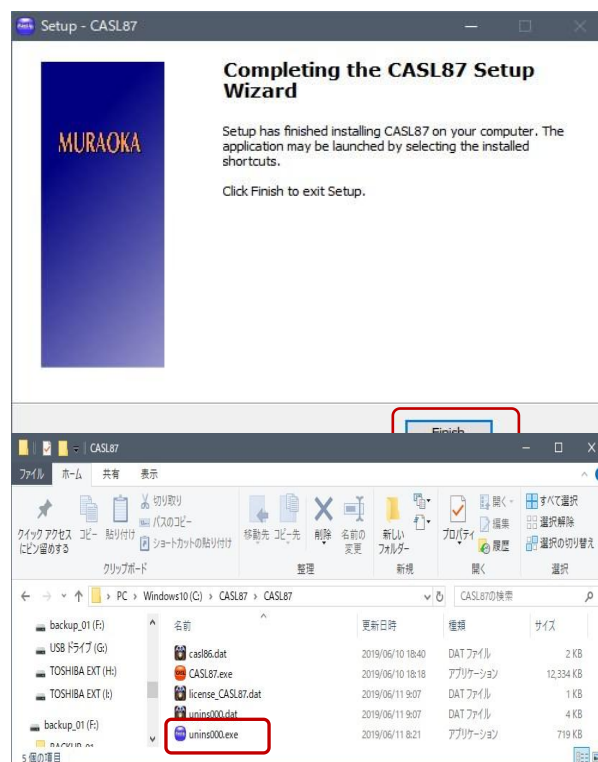 Setup - CASL87
Completing the CASL87 Setup
Wizard
MURAOKA
Setup has finished installing CASL87 on your computer. The
application may be launched by selecting the installed
shortcuts.
Click Finish to exit Setup.
Finish
CASL87
ファイル ホーム 共有 表示
クイック アクセス
にピン留めする
コピー
貼り付け
切り取り
パスのコピー
ショートカットの貼り付け
移動先 コピー先 削除 名前の
変更
新しい
フォルダー
プロパティ
開く
編集
履歴
すべて選択
選択解除
選択の切り替え
クリップボード 整理 新規 開く 選択
PC › Windows10 (C:) › CASL87 › CASL87
CASL87の検索
backup_01 (F:)
USB ドライブ (G:)
TOSHIBA EXT (H:)
TOSHIBA EXT (I:)
backup_01 (F:)
名前 更新日時 種類 サイズ
casl86.dat 2019/06/10 18:40 DAT ファイル 2 KB
CASL87.exe 2019/06/10 18:18 アプリケーション 12,334 KB
license_CASL87.dat 2019/06/11 9:07 DAT ファイル 1 KB
unins000.dat 2019/06/11 9:07 DAT ファイル 4 KB
unins000.exe 2019/06/11 8:21 アプリケーション 719 KB
5 個の項目